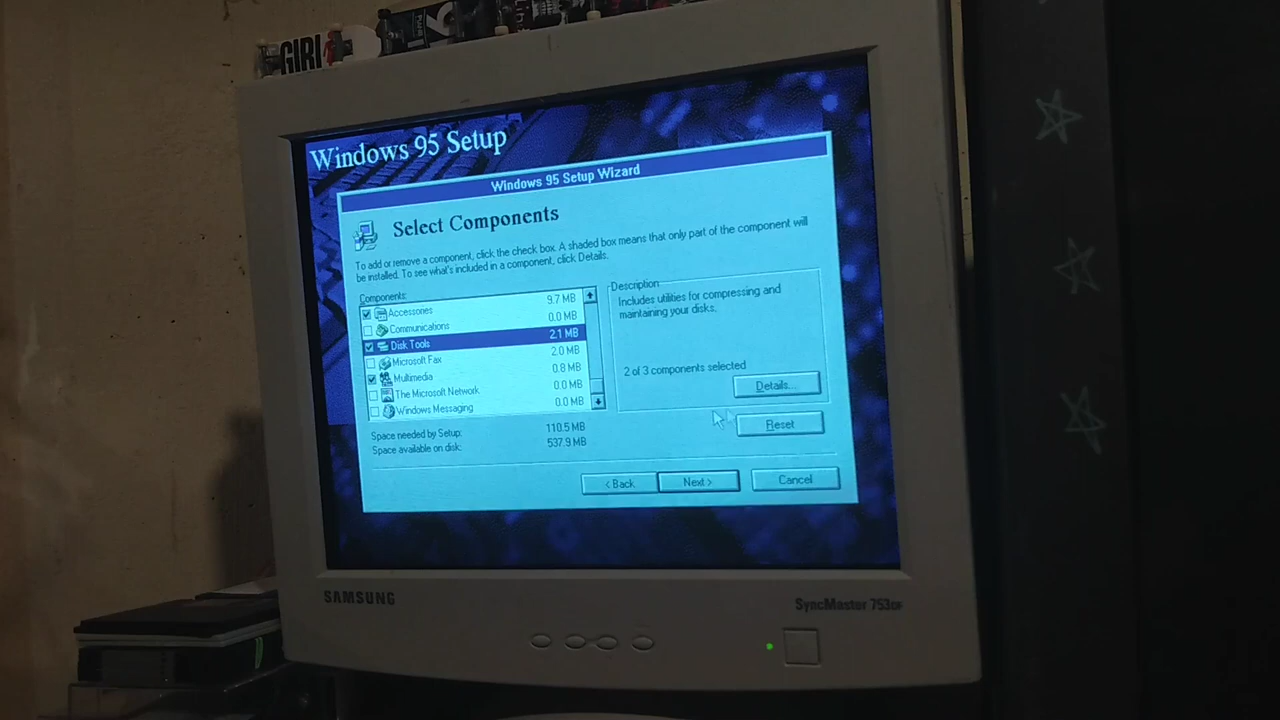 GIRL
Windows 95 Setup
Windows 95 Setup Wizard
Select Components
To add or remove a component, click the check box. A shaded box means that only part of the component will
be installed. To see what's included in a component, click Details.
Components:
Accessories 9.7 MB
Communications 0.0 MB
Disk Tools 2.1 MB
Microsoft Fax 2.0 MB
Multimedia 0.8 MB
The Microsoft Network 0.0 MB
Windows Messaging 0.0 MB
Description
Includes utilities for compressing and
maintaining your disks.
2 of 3 components selected
Details...
Reset
Space needed by Setup: 110.5 MB
Space available on disk: 537.9 MB
< Back
Next >
Cancel
SAMSUNG
SyncMaster 753DF